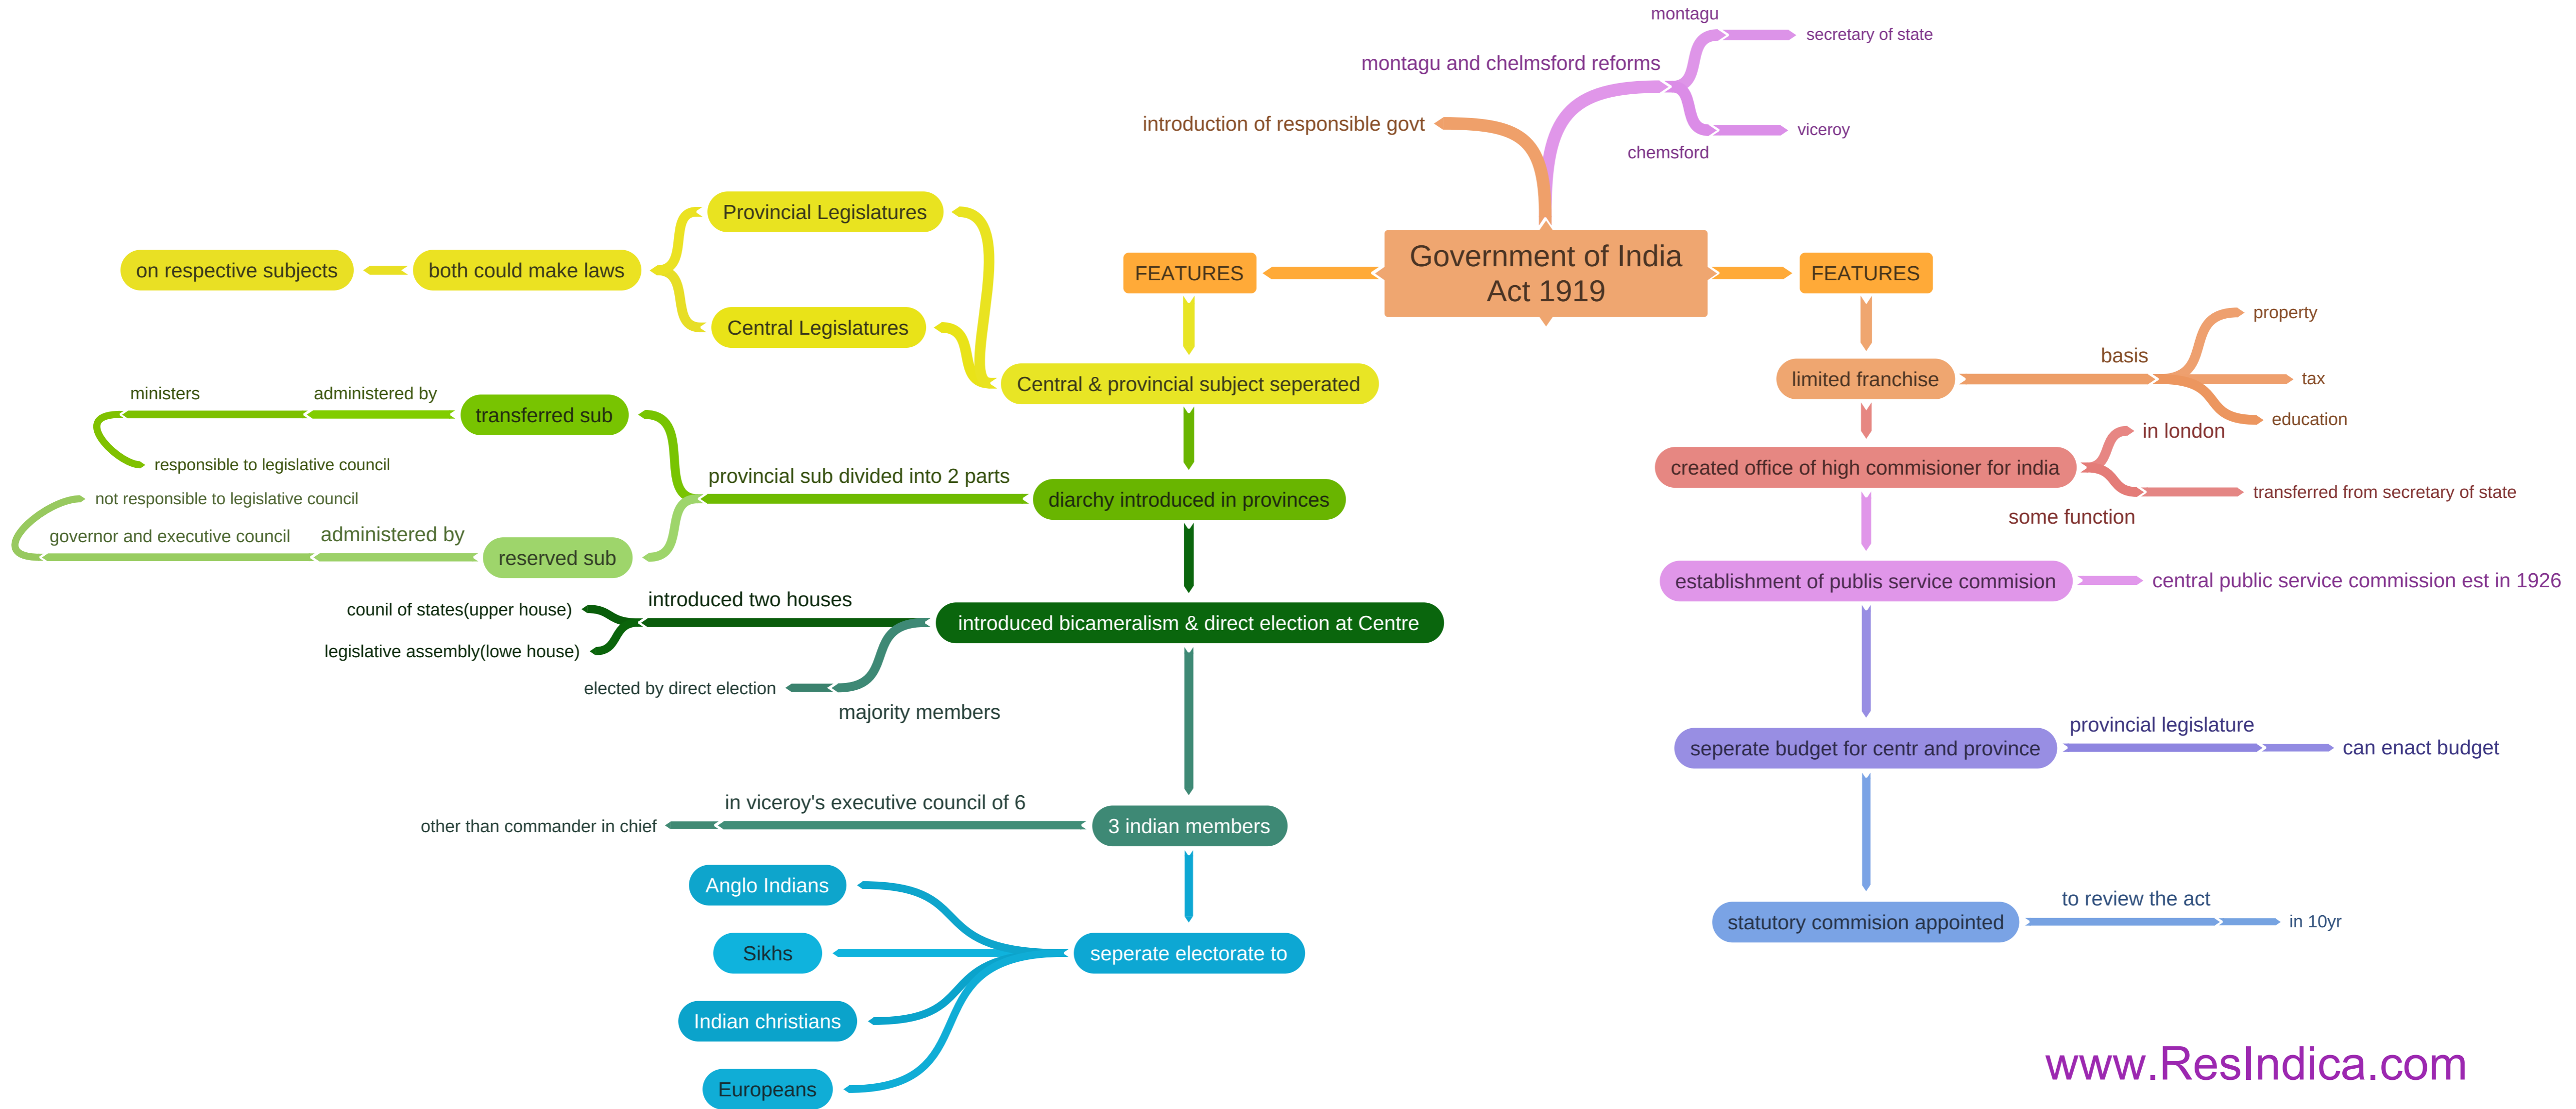 montagu
secretary of state
montagu and chelmsford reforms
introduction of responsible govt
viceroy
chemsford
Government of India
Act 1919
FEATURES
Central & provincial subject seperated
Provincial Legislatures
Central Legislatures
both could make laws
on respective subjects
diarchy introduced in provinces
provincial sub divided into 2 parts
transferred sub
administered by
ministers
responsible to legislative council
reserved sub
administered by
governor and executive council
not responsible to legislative council
introduced bicameralism & direct election at Centre
introduced two houses
counil of states(upper house)
legislative assembly(lowe house)
majority members
elected by direct election
3 indian members
in viceroy's executive council of 6
other than commander in chief
seperate electorate to
Anglo Indians
Sikhs
Indian christians
Europeans
FEATURES
limited franchise
basis
property
tax
education
created office of high commisioner for india
in london
some function
transferred from secretary of state
establishment of publis service commision
central public service commission est in 1926
seperate budget for centr and province
provincial legislature
can enact budget
statutory commision appointed
to review the act
in 10yr
www.ResIndica.com